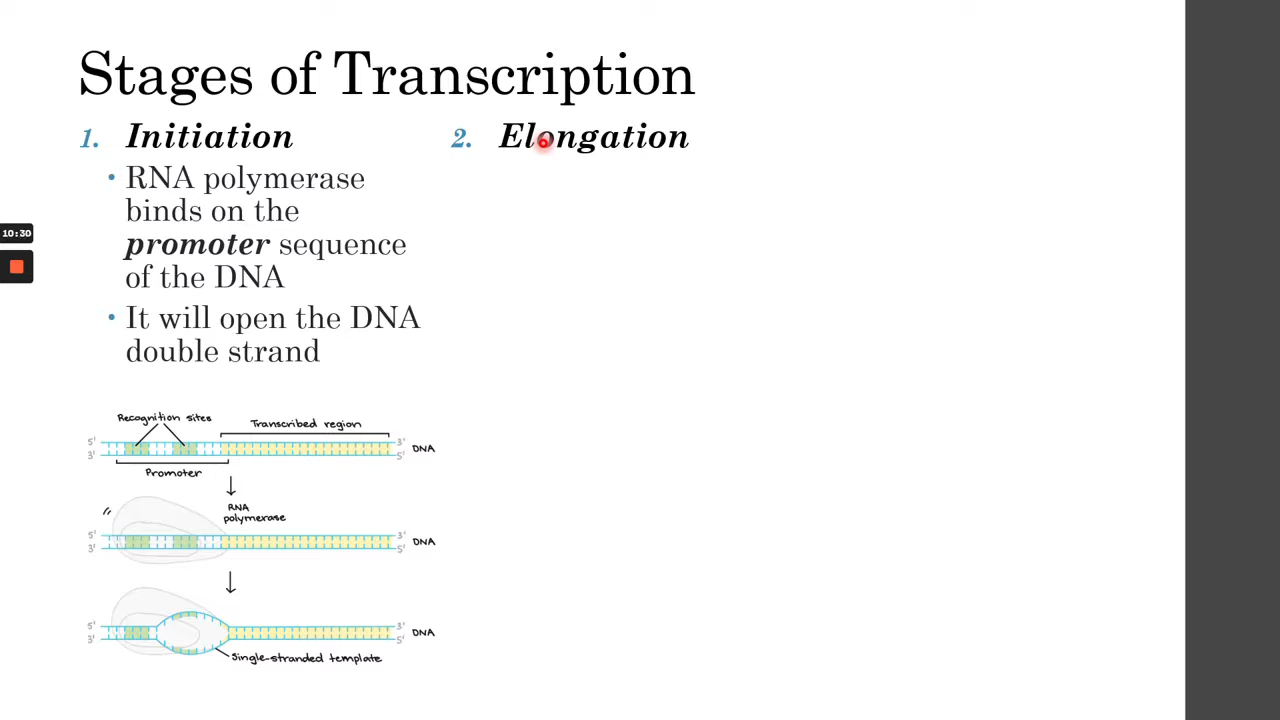 Stages of Transcription
1. Initiation
• RNA polymerase
binds on the
promoter sequence
of the DNA
• It will open the DNA
double strand
2. Elongation
10:30
Recognition sites
Transcribed region
5' 3'
3' 5'
DNA
Promoter
RNA
polymerase
5' 3'
3' 5'
DNA
5' 3'
3' 5'
DNA
Single-stranded template